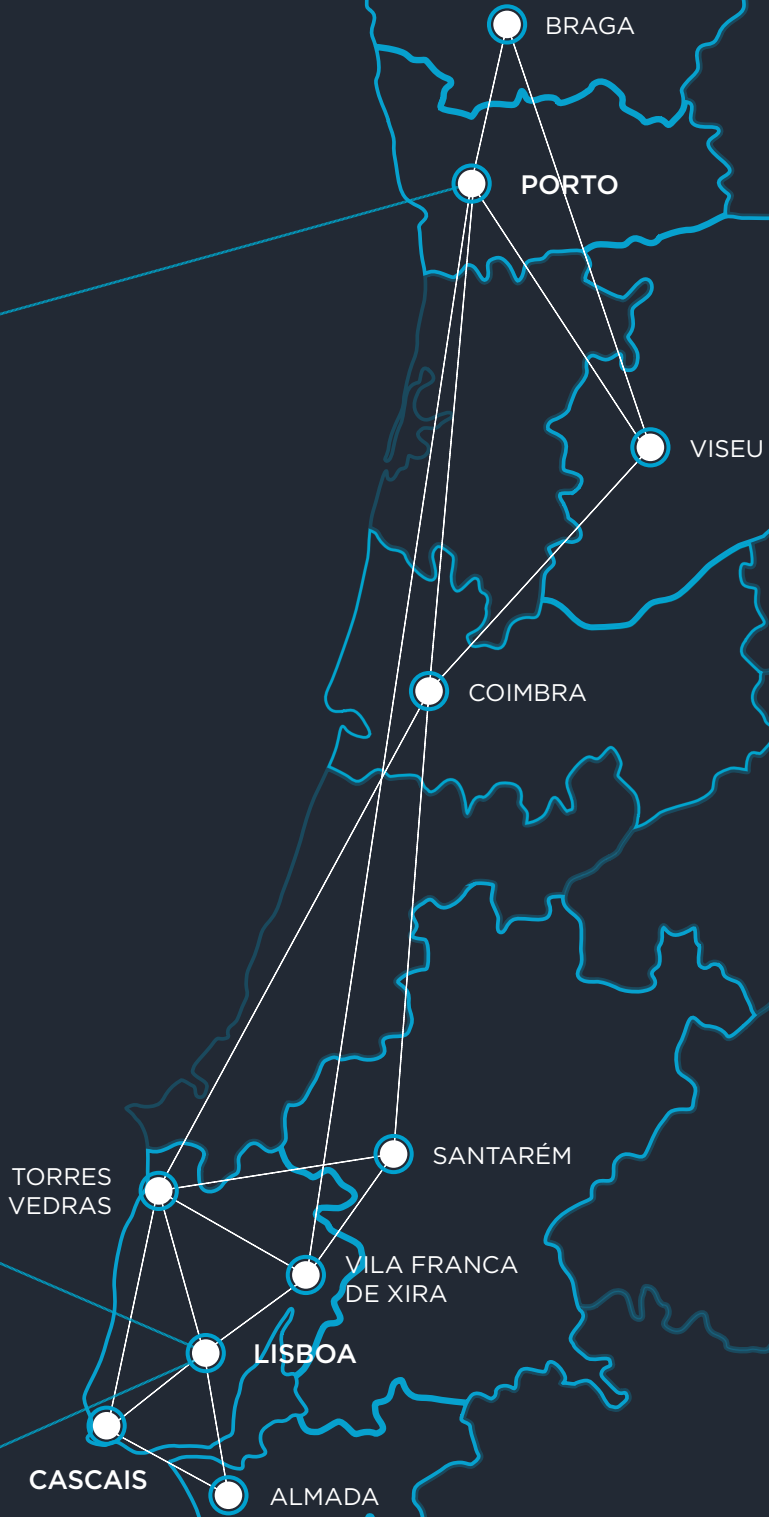 BRAGA
PORTO
VISEU
COIMBRA
SANTARÉM
TORRES
VEDRAS
VILA FRANCA
DE XIRA
LISBOA
CASCAIS
ALMADA